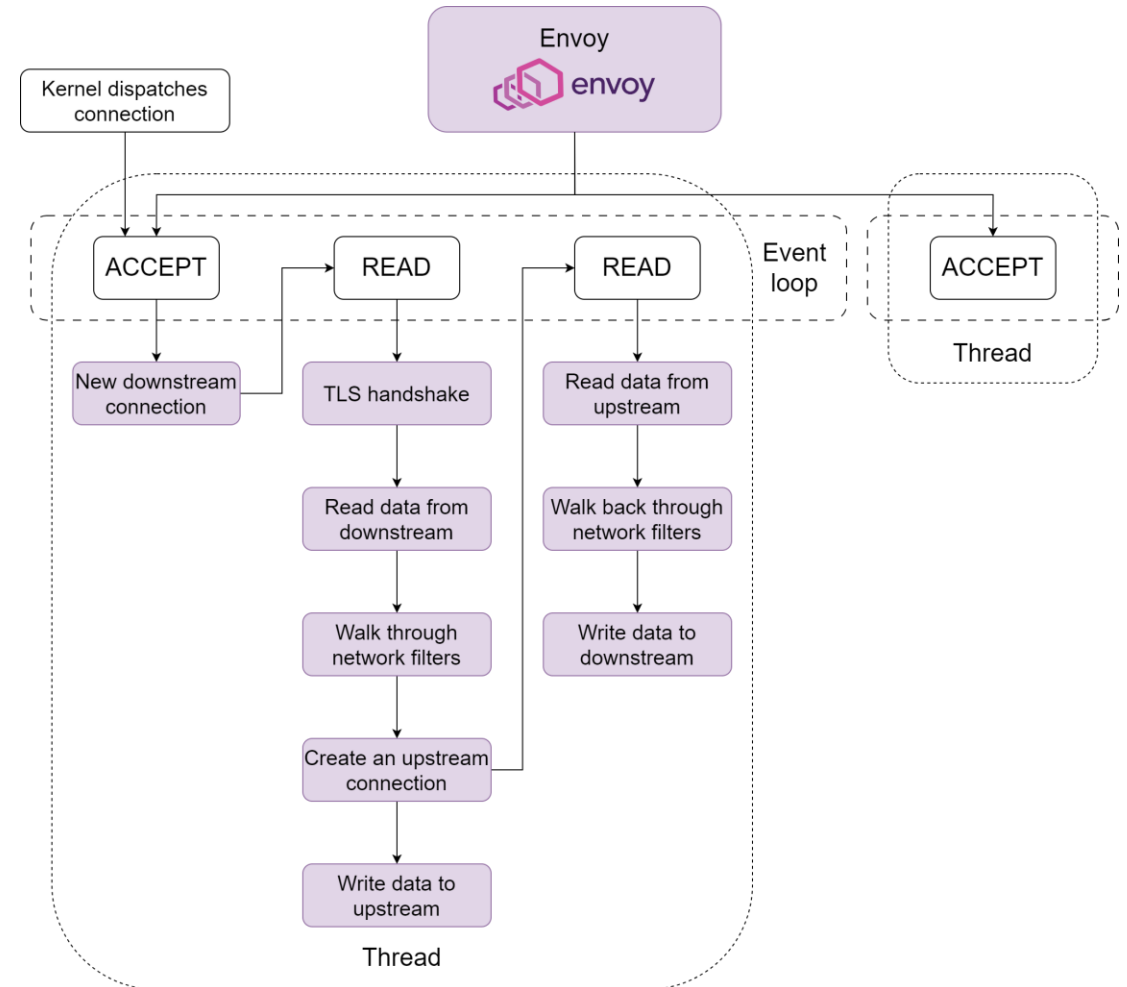 Envoy
envoy
Kernel dispatches
connection
ACCEPT
READ
READ
Event
loop
ACCEPT
Thread
New downstream
connection
TLS handshake
Read data from
upstream
Read data from
downstream
Walk back through
network filters
Walk through
network filters
Write data to
downstream
Create an upstream
connection
Write data to
upstream
Thread